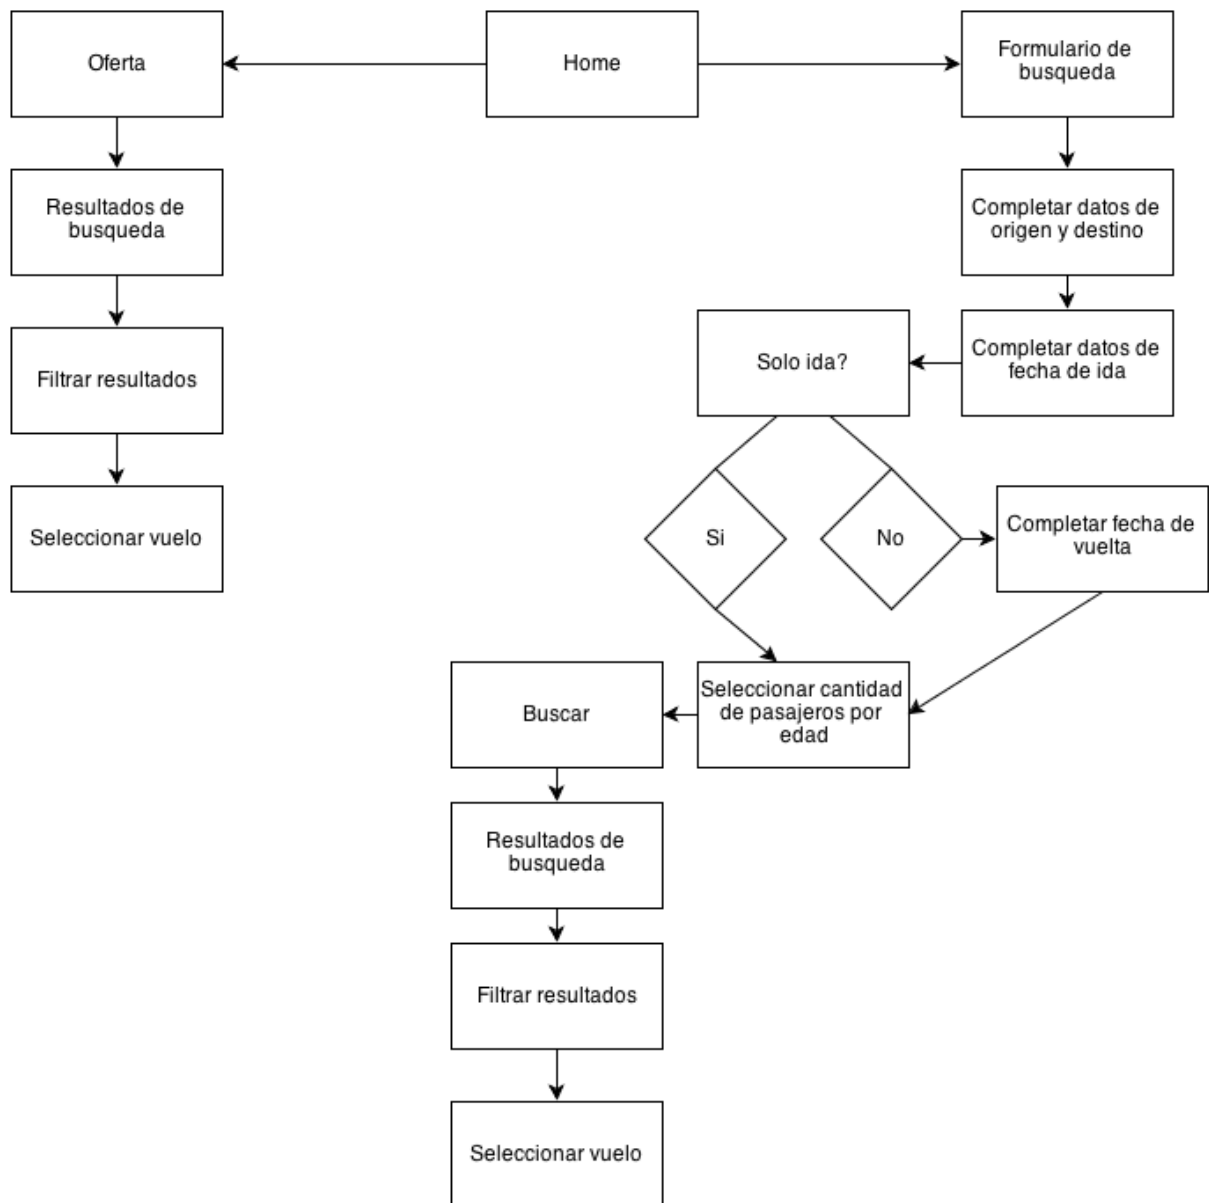 Oferta
Home
Formulario de
busqueda
Resultados de
busqueda
Completar datos de
origen y destino
Filtrar resultados
Solo ida?
Completar datos de
fecha de ida
Seleccionar vuelo
Si
No
Completar fecha de
vuelta
Buscar
Seleccionar cantidad
de pasajeros por
edad
Resultados de
busqueda
Filtrar resultados
Seleccionar vuelo